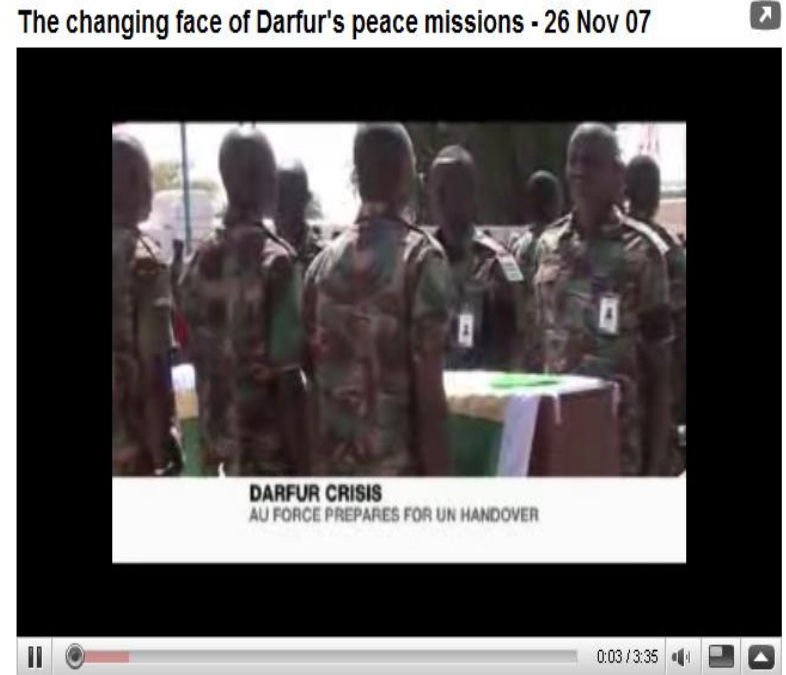 The changing face of Darfur's peace missions - 26 Nov 07
DARFUR CRISIS
AU FORCE PREPARES FOR UN HANDOVER
0:03 / 3:35